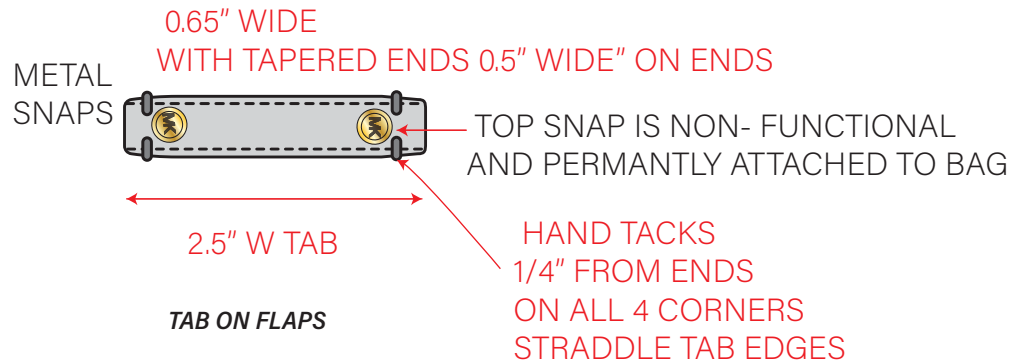 0.65" WIDE
WITH TAPERED ENDS 0.5" WIDE" ON ENDS
METAL
SNAPS
MK
MK
TOP SNAP IS NON- FUNCTIONAL
AND PERMANTLY ATTACHED TO BAG
2.5" W TAB
HAND TACKS
1/4" FROM ENDS
ON ALL 4 CORNERS
STRADDLE TAB EDGES
TAB ON FLAPS